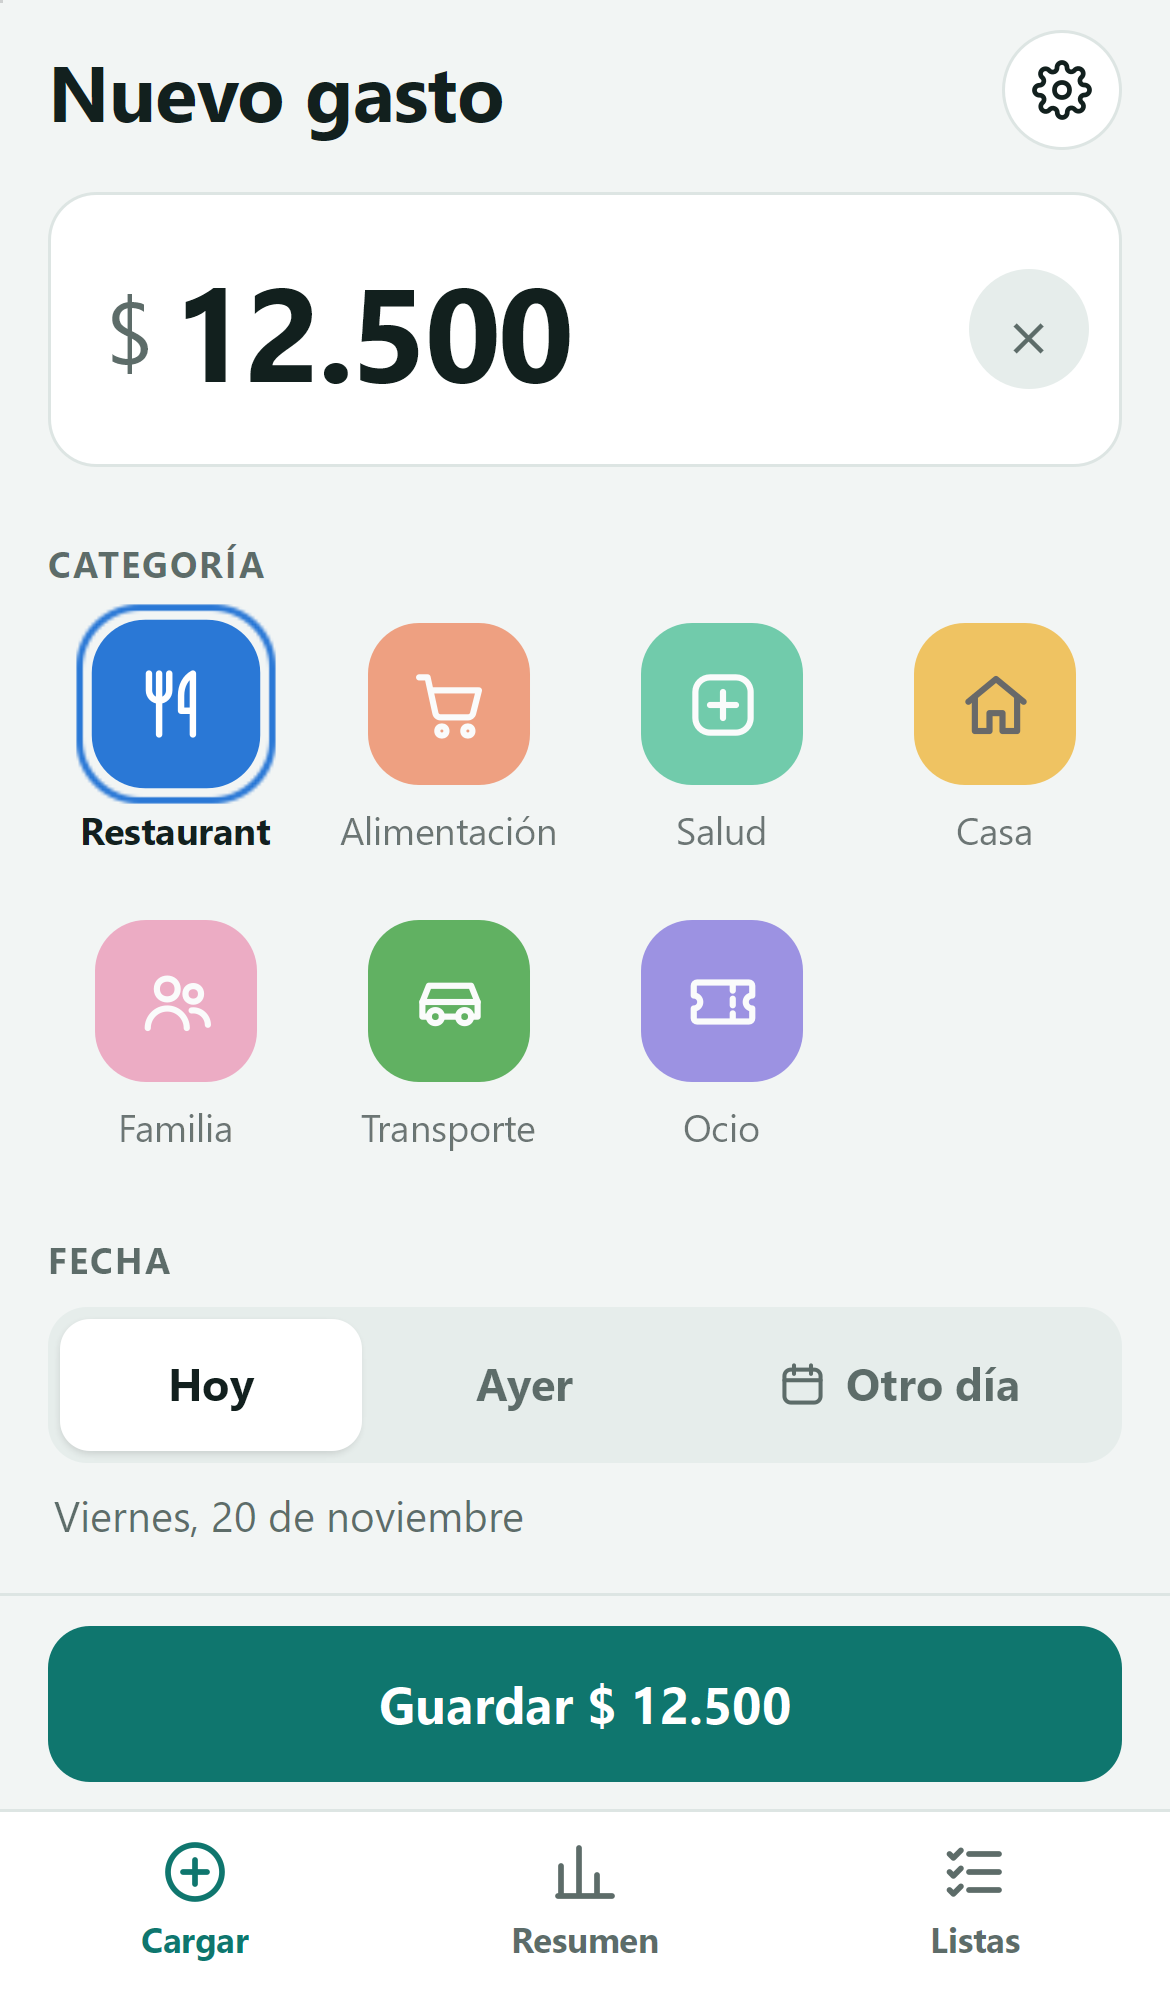 Nuevo gasto
$ 12.500
CATEGORÍA
Restaurant Alimentación Salud Casa
Familia Transporte Ocio
FECHA
Hoy Ayer Otro día
Viernes, 20 de noviembre
Guardar $ 12.500
Cargar Resumen Listas